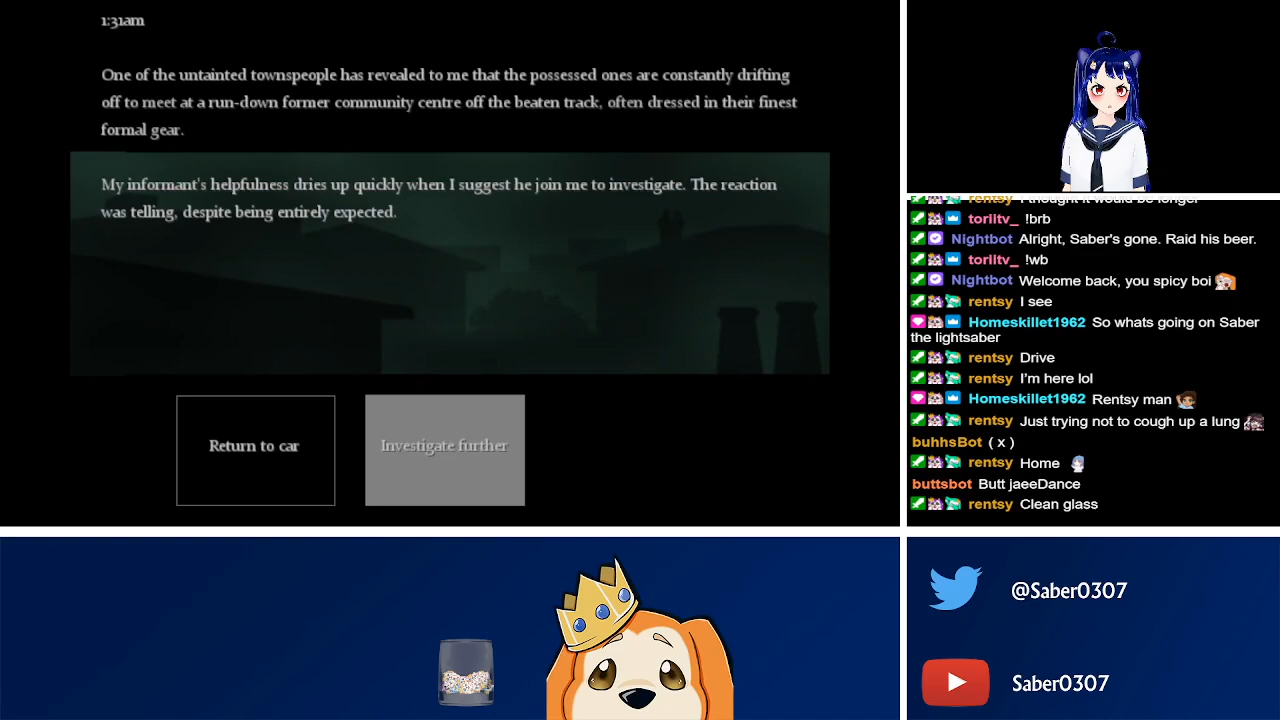 1:31am
One of the untainted townspeople has revealed to me that the possessed ones are constantly drifting
off to meet at a run-down former community centre off the beaten track, often dressed in their finest
formal gear.
My informant's helpfulness dries up quickly when I suggest he join me to investigate. The reaction
was telling, despite being entirely expected.
Return to car
Investigate further
rentsy I thought it would be longer
toriltv_ !brb
Nightbot Alright, Saber's gone. Raid his beer.
toriltv_ !wb
Nightbot Welcome back, you spicy boi
rentsy I see
Homeskillet1962 So whats going on Saber
the lightsaber
rentsy Drive
rentsy I'm here lol
Homeskillet1962 Rentsy man
rentsy Just trying not to cough up a lung
buhhsBot ( x )
rentsy Home
buttsbot Butt jaeeDance
rentsy Clean glass
@Saber0307
Saber0307